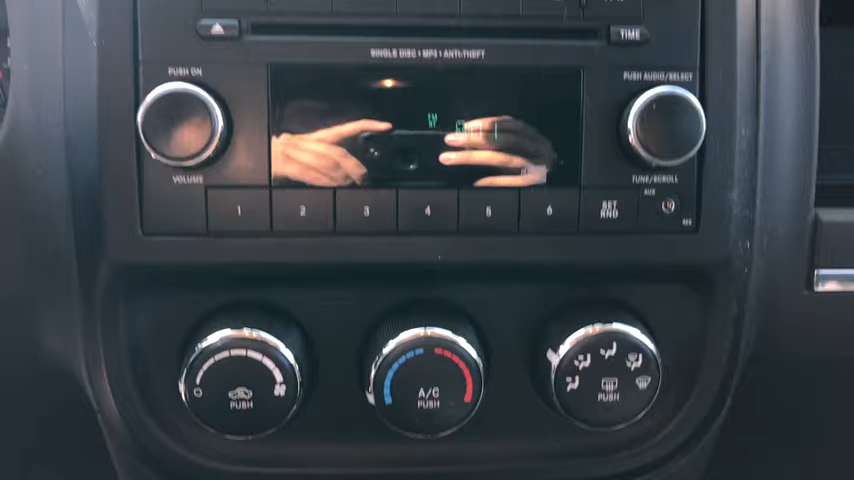 TIME
SINGLE DISC • MP3 • ANTI-THEFT
PUSH ON
PUSH AUDIO/SELECT
VOLUME
TUNE/SCROLL
AUX
1 2 3 4 5 6
SET
RND
PUSH
A/C
PUSH
PUSH